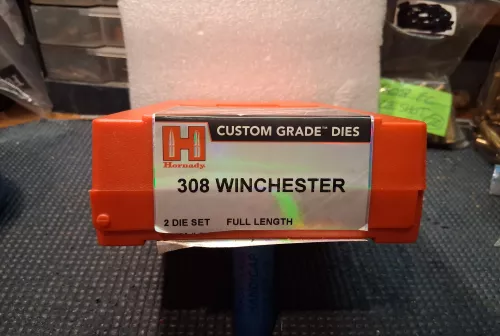 CUSTOM GRADE™ DIES
H
Hornady
308 WINCHESTER
2 DIE SET FULL LENGTH